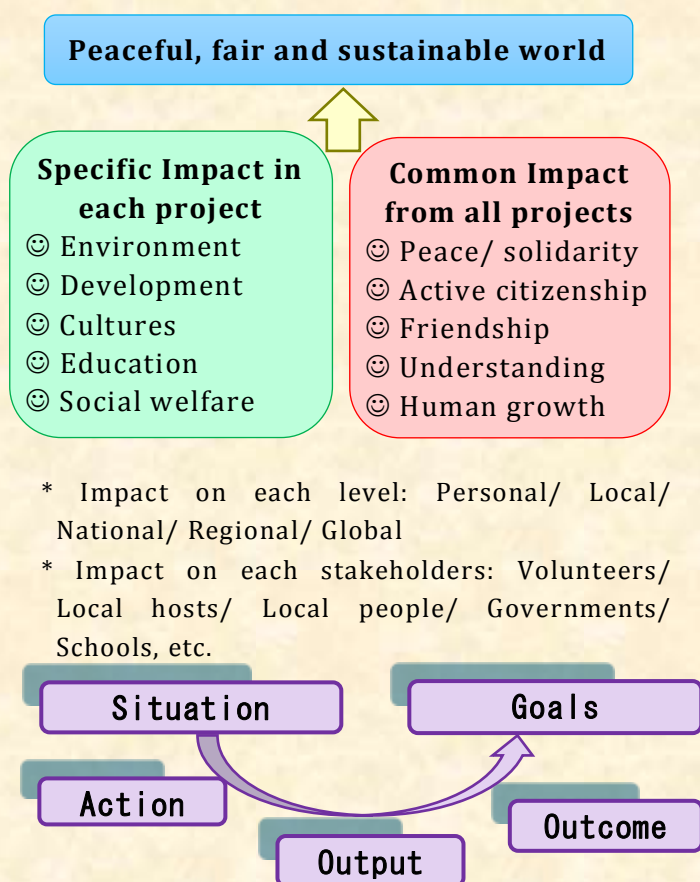 Peaceful, fair and sustainable world
Specific Impact in
each project
☺ Environment
☺ Development
☺ Cultures
☺ Education
☺ Social welfare
Common Impact
from all projects
☺ Peace/ solidarity
☺ Active citizenship
☺ Friendship
☺ Understanding
☺ Human growth
* Impact on each level: Personal/ Local/
National/ Regional/ Global
* Impact on each stakeholders: Volunteers/
Local hosts/ Local people/ Governments/
Schools, etc.
Situation
Goals
Action
Outcome
Output